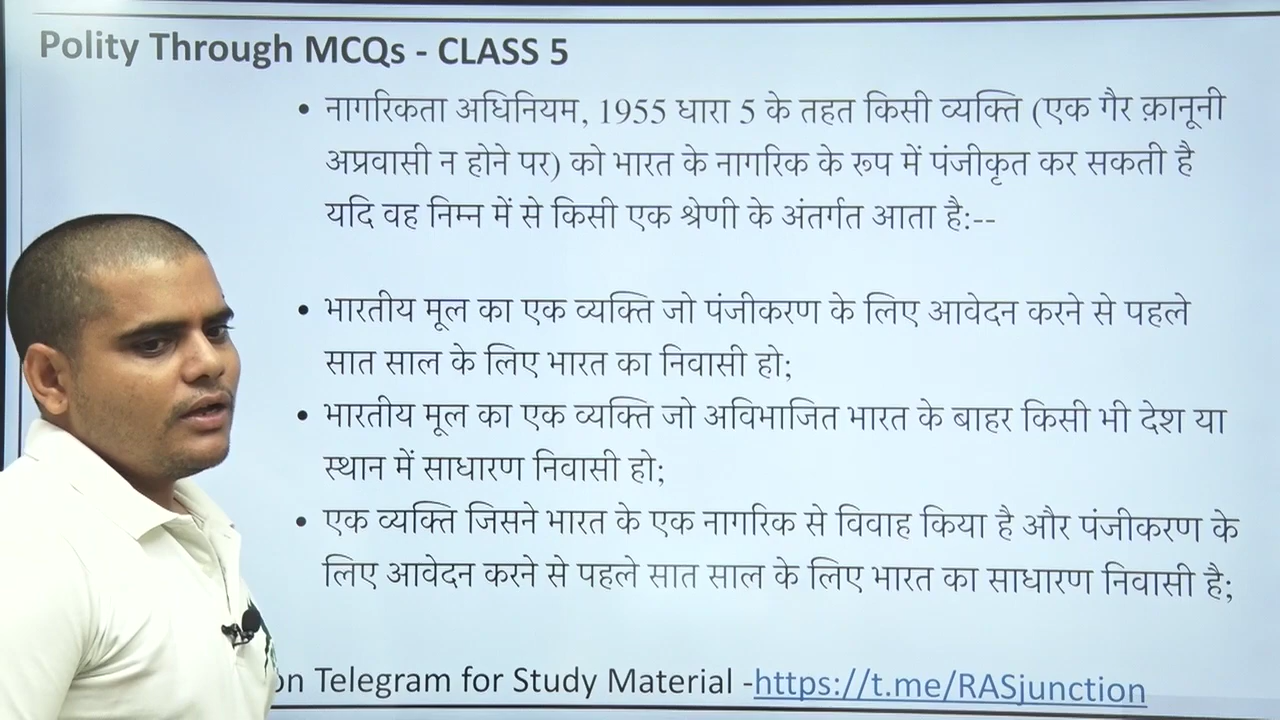 Polity Through MCQs - CLASS 5
• नागरिकता अधिनियम, 1955 धारा 5 के तहत किसी व्यक्ति (एक गैर क़ानूनी
अप्रवासी न होने पर) को भारत के नागरिक के रूप में पंजीकृत कर सकती है
यदि वह निम्न में से किसी एक श्रेणी के अंतर्गत आता है:--
• भारतीय मूल का एक व्यक्ति जो पंजीकरण के लिए आवेदन करने से पहले
सात साल के लिए भारत का निवासी हो;
• भारतीय मूल का एक व्यक्ति जो अविभाजित भारत के बाहर किसी भी देश या
स्थान में साधारण निवासी हो;
• एक व्यक्ति जिसने भारत के एक नागरिक से विवाह किया है और पंजीकरण के
लिए आवेदन करने से पहले सात साल के लिए भारत का साधारण निवासी है;
on Telegram for Study Material -https://t.me/RASjunction